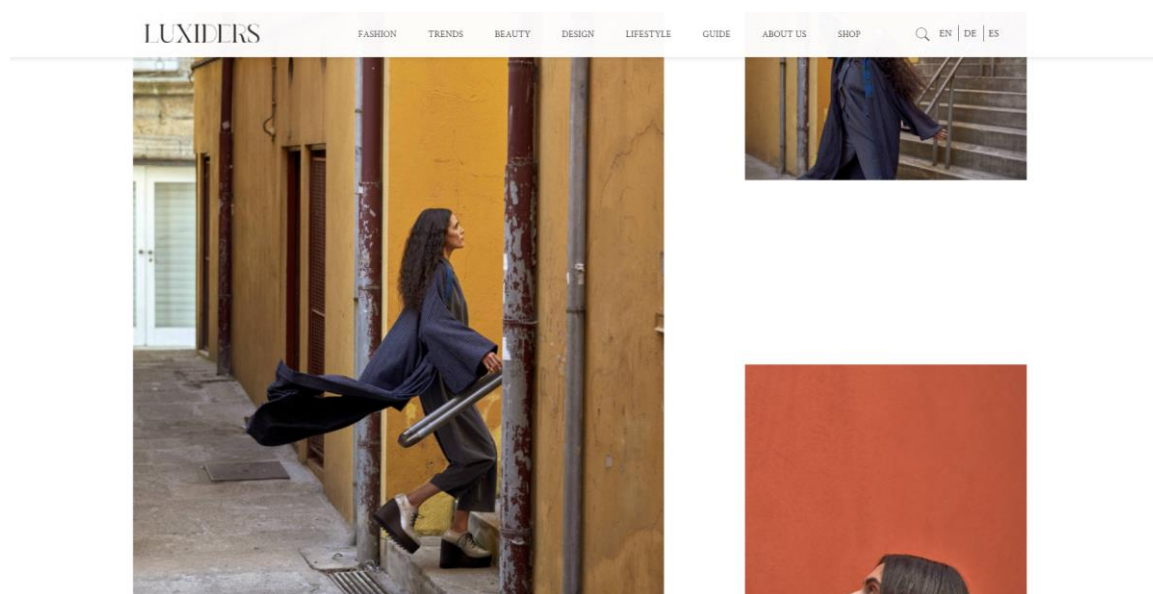 LUXIDERS
FASHION TRENDS BEAUTY DESIGN LIFESTYLE GUIDE ABOUT US SHOP EN DE ES